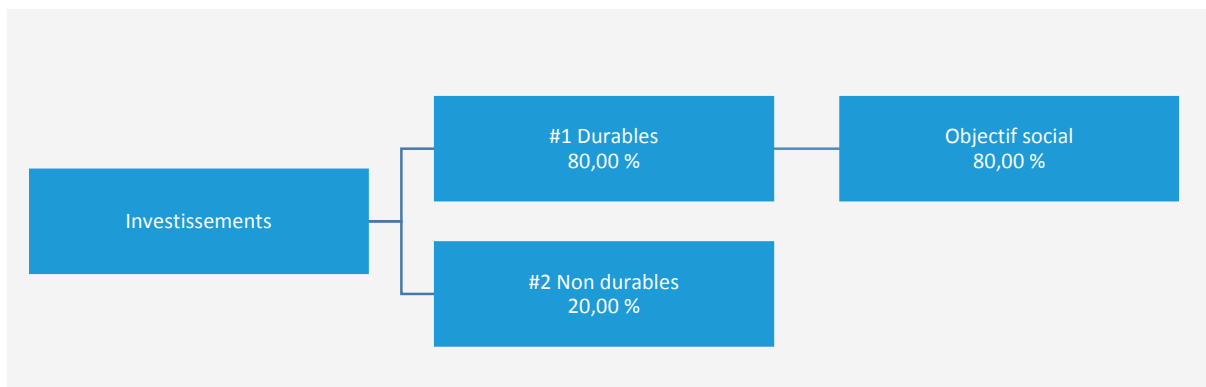 #1 Durables
80,00 %
Objectif social
80,00 %
Investissements
#2 Non durables
20,00 %